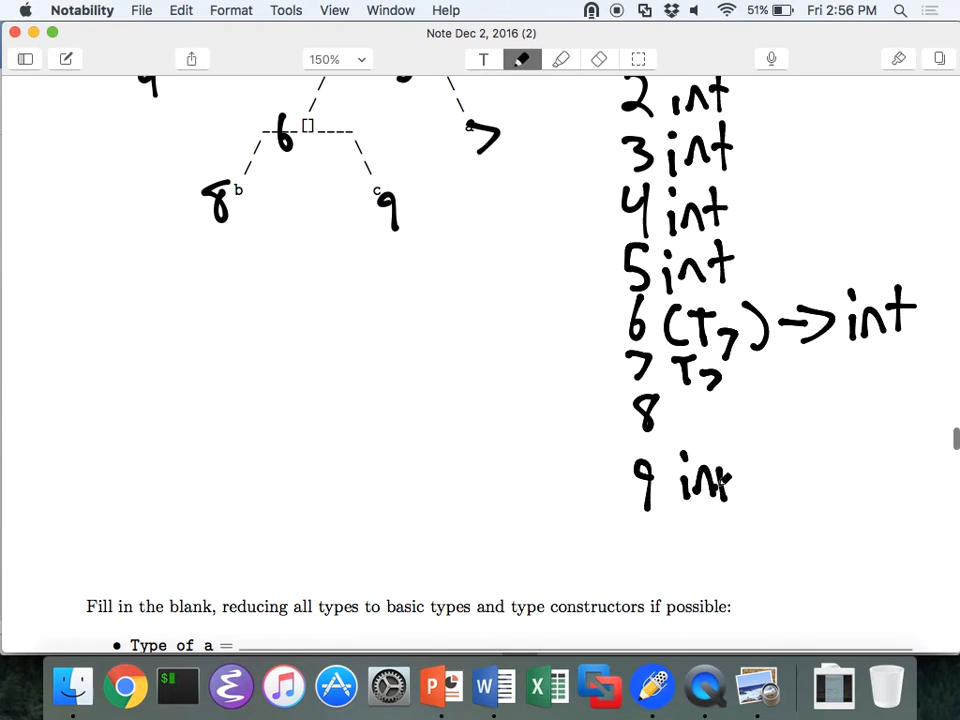 Notability File Edit Format Tools View Window Help 51% Fri 2:56 PM
Note Dec 2, 2016 (2)
150% T
2 int
3 int
4 int
5 int
6 (T7) -> int
7 T7
8
9 int
6 [] a 7
8 b c 9
Fill in the blank, reducing all types to basic types and type constructors if possible:
• Type of a =